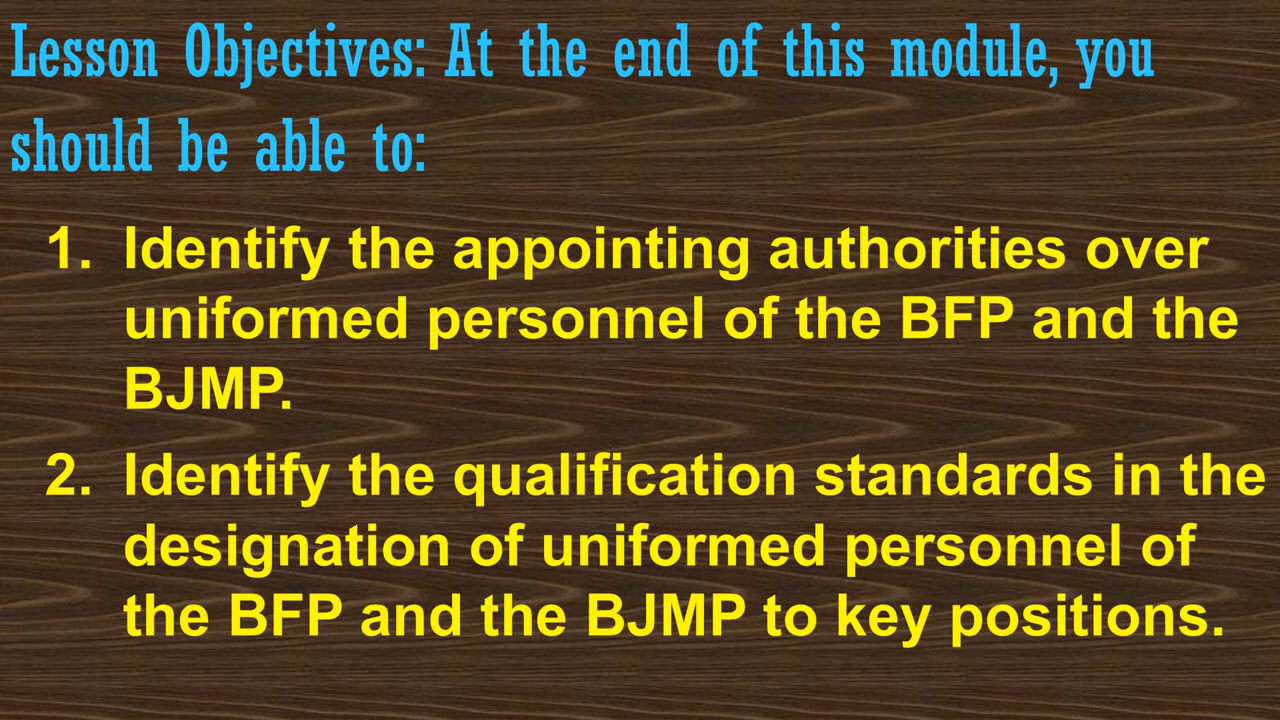 Lesson Objectives: At the end of this module, you
should be able to:
1. Identify the appointing authorities over
uniformed personnel of the BFP and the
BJMP.
2. Identify the qualification standards in the
designation of uniformed personnel of
the BFP and the BJMP to key positions.